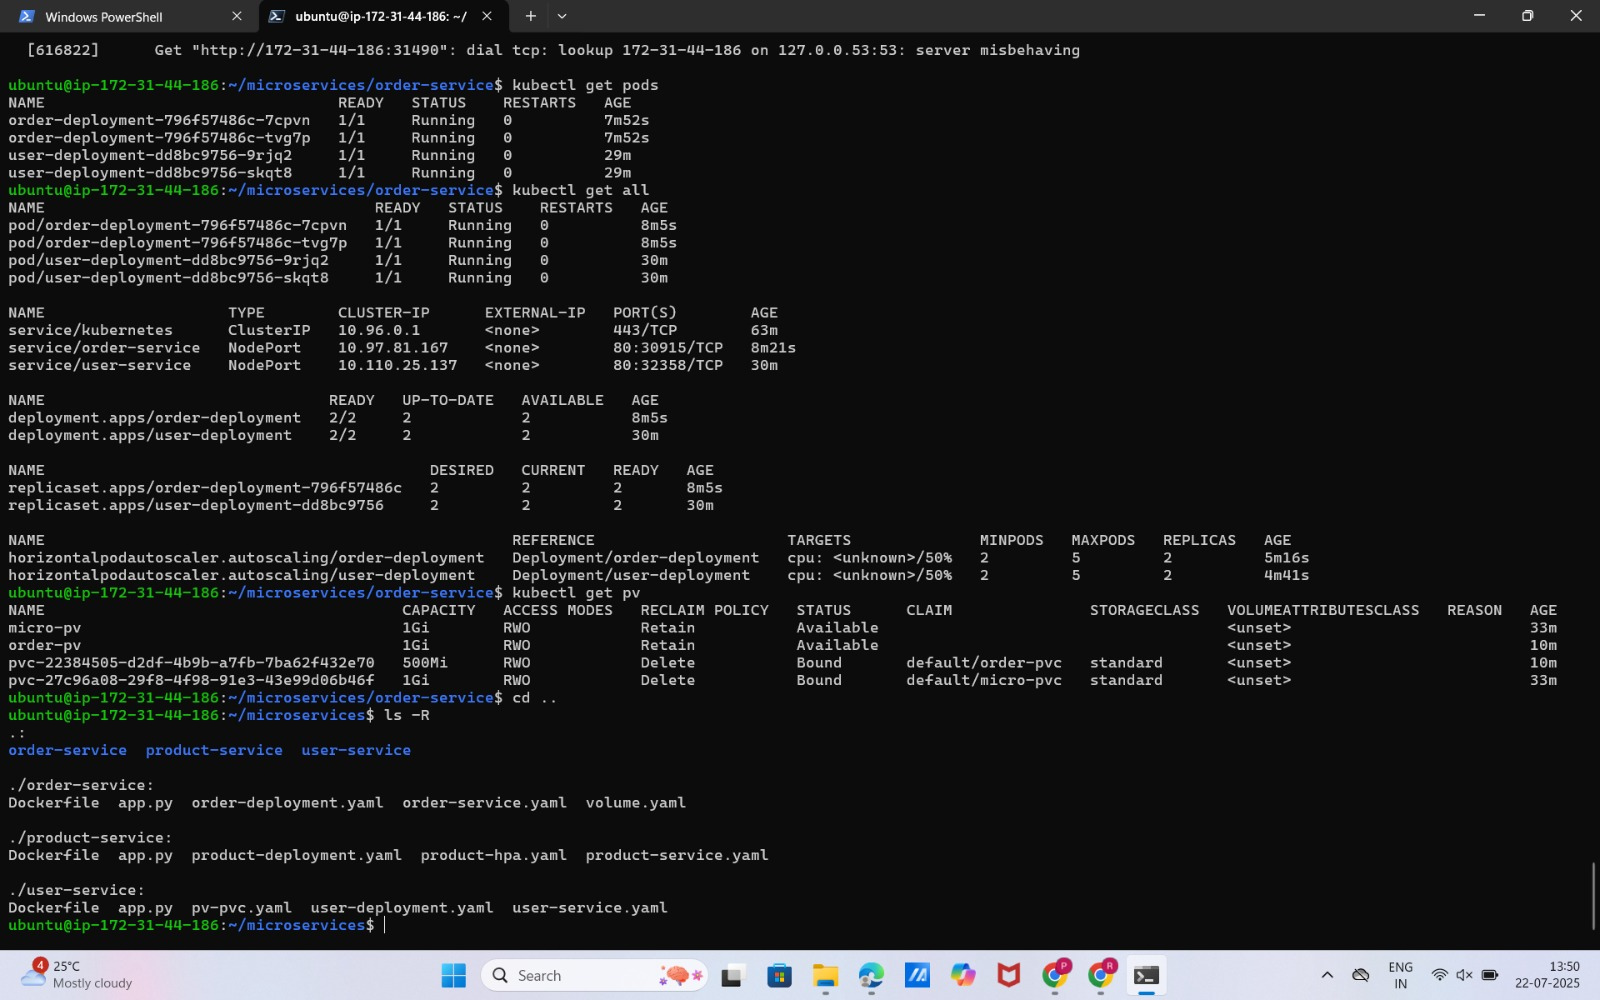 Windows PowerShell
ubuntu@ip-172-31-44-186: ~/
[616822]      Get "http://172-31-44-186:31490": dial tcp: lookup 172-31-44-186 on 127.0.0.53:53: server misbehaving
ubuntu@ip-172-31-44-186:~/microservices/order-service$ kubectl get pods
NAME                                READY   STATUS    RESTARTS   AGE
order-deployment-796f57486c-7cpvn   1/1     Running   0          7m52s
order-deployment-796f57486c-tvg7p   1/1     Running   0          7m52s
user-deployment-dd8bc9756-9rjq2     1/1     Running   0          29m
user-deployment-dd8bc9756-skqt8     1/1     Running   0          29m
ubuntu@ip-172-31-44-186:~/microservices/order-service$ kubectl get all
NAME                                    READY   STATUS    RESTARTS   AGE
pod/order-deployment-796f57486c-7cpvn   1/1     Running   0          8m5s
pod/order-deployment-796f57486c-tvg7p   1/1     Running   0          8m5s
pod/user-deployment-dd8bc9756-9rjq2     1/1     Running   0          30m
pod/user-deployment-dd8bc9756-skqt8     1/1     Running   0          30m
NAME                    TYPE        CLUSTER-IP      EXTERNAL-IP   PORT(S)        AGE
service/kubernetes      ClusterIP   10.96.0.1       <none>        443/TCP        63m
service/order-service   NodePort    10.97.81.167    <none>        80:30915/TCP   8m21s
service/user-service    NodePort    10.110.25.137   <none>        80:32358/TCP   30m
NAME                               READY   UP-TO-DATE   AVAILABLE   AGE
deployment.apps/order-deployment   2/2     2            2           8m5s
deployment.apps/user-deployment    2/2     2            2           30m
NAME                                          DESIRED   CURRENT   READY   AGE
replicaset.apps/order-deployment-796f57486c   2         2         2       8m5s
replicaset.apps/user-deployment-dd8bc9756     2         2         2       30m
NAME                                                   REFERENCE                     TARGETS              MINPODS   MAXPODS   REPLICAS   AGE
horizontalpodautoscaler.autoscaling/order-deployment   Deployment/order-deployment   cpu: <unknown>/50%   2         5         2          5m16s
horizontalpodautoscaler.autoscaling/user-deployment    Deployment/user-deployment    cpu: <unknown>/50%   2         5         2          4m41s
ubuntu@ip-172-31-44-186:~/microservices/order-service$ kubectl get pv
NAME                                       CAPACITY   ACCESS MODES   RECLAIM POLICY   STATUS      CLAIM               STORAGECLASS   VOLUMEATTRIBUTESCLASS   REASON   AGE
micro-pv                                   1Gi        RWO            Retain           Available                                      <unset>                          33m
order-pv                                   1Gi        RWO            Retain           Available                                      <unset>                          10m
pvc-22384505-d2df-4b9b-a7fb-7ba62f432e70   500Mi      RWO            Delete           Bound       default/order-pvc   standard       <unset>                          10m
pvc-27c96a08-29f8-4f98-91e3-43e99d06b46f   1Gi        RWO            Delete           Bound       default/micro-pvc   standard       <unset>                          33m
ubuntu@ip-172-31-44-186:~/microservices/order-service$ cd ..
ubuntu@ip-172-31-44-186:~/microservices$ ls -R
.:
order-service  product-service  user-service
./order-service:
Dockerfile  app.py  order-deployment.yaml  order-service.yaml  volume.yaml
./product-service:
Dockerfile  app.py  product-deployment.yaml  product-hpa.yaml  product-service.yaml
./user-service:
Dockerfile  app.py  pv-pvc.yaml  user-deployment.yaml  user-service.yaml
ubuntu@ip-172-31-44-186:~/microservices$
4
25°C
Mostly cloudy
Search
P
R
ENG
IN
13:50
22-07-2025